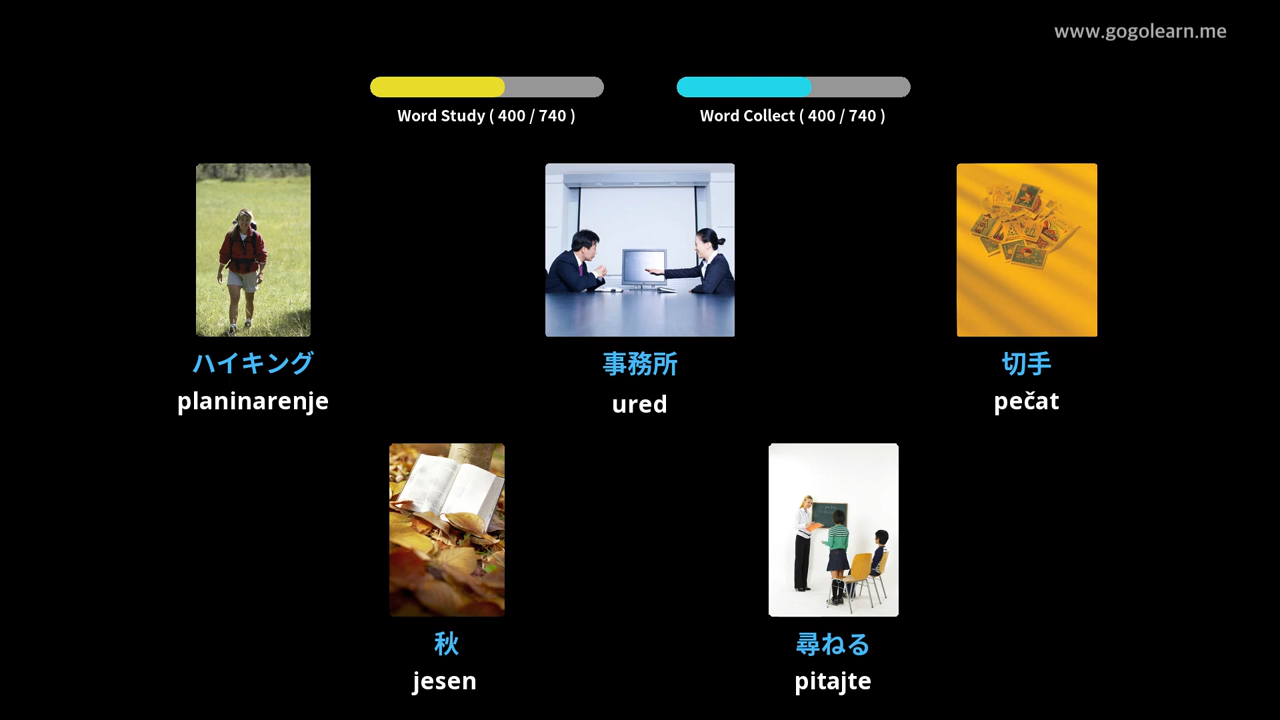 www.gogolearn.me
Word Study ( 400 / 740 )
Word Collect ( 400 / 740 )
ハイキング
planinarenje
事務所
ured
切手
pečat
秋
jesen
尋ねる
pitajte